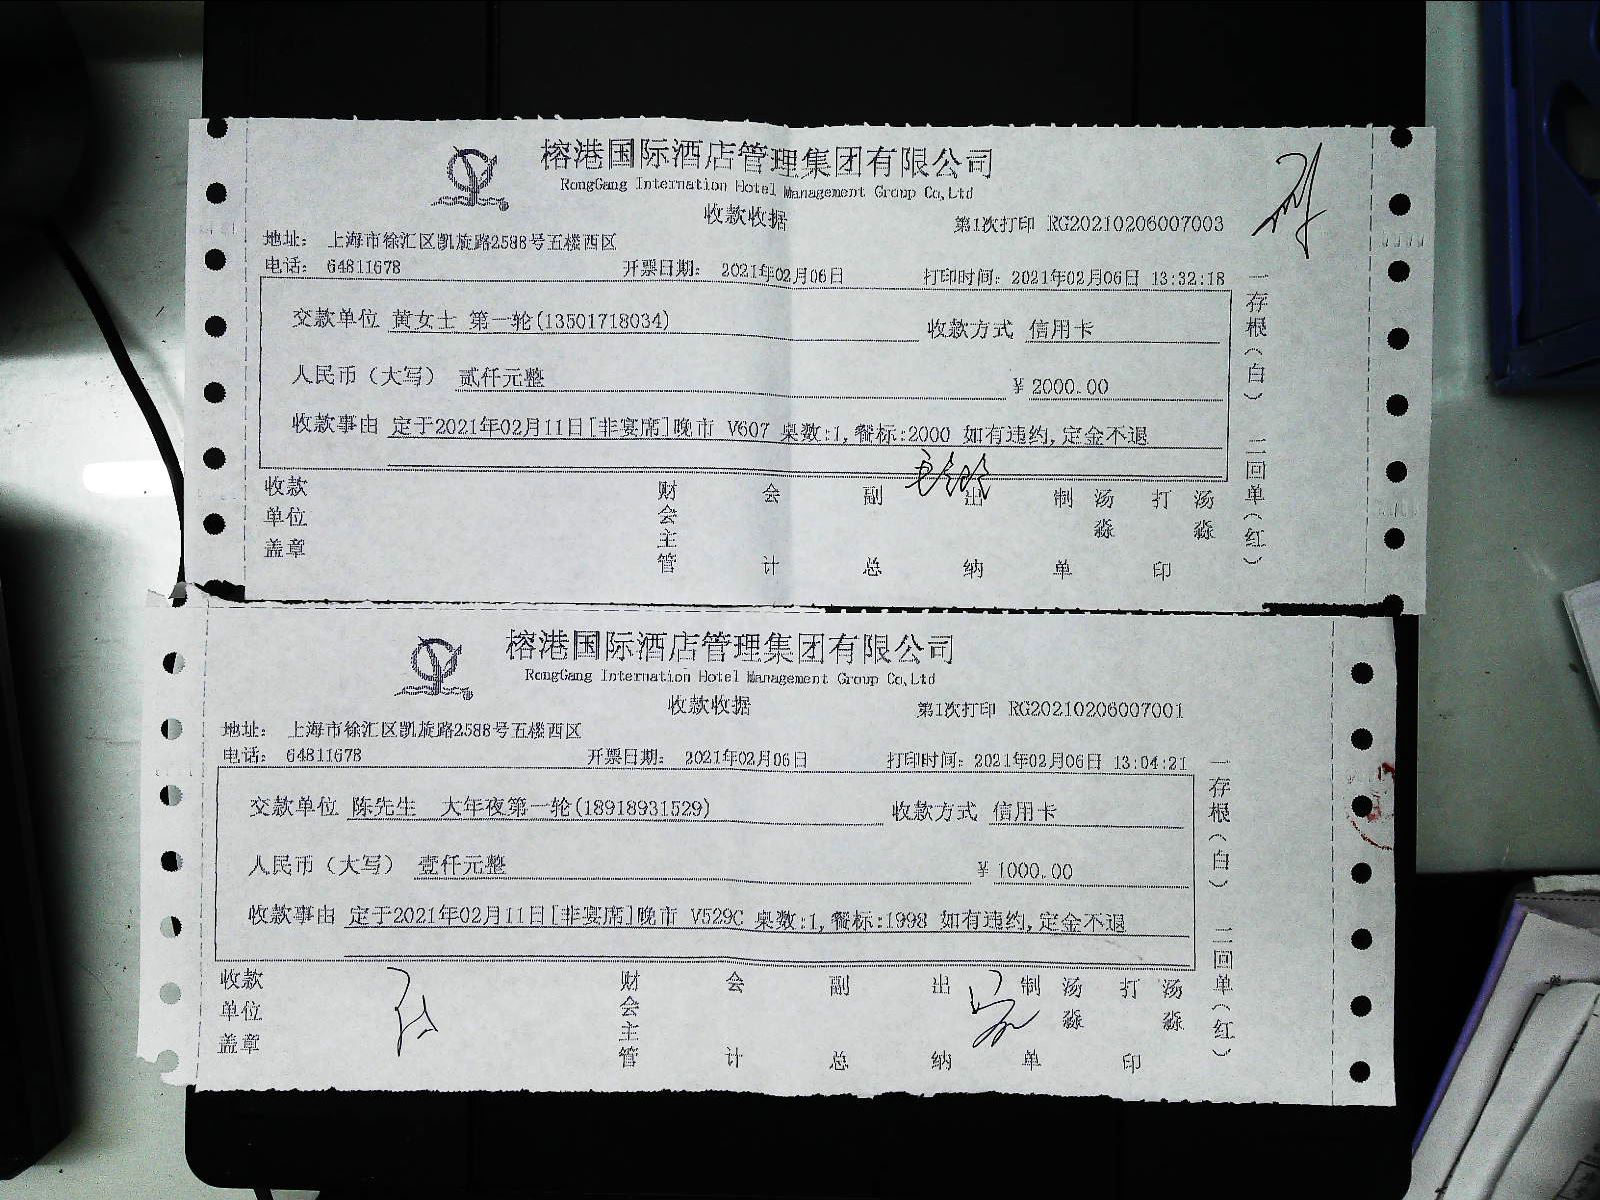 榕港国际酒店管理集团有限公司
RongGang Internation Hotel Management Group Co,Ltd
收款收据
第1次打印 RG20210206007003
地址: 上海市徐汇区凯旋路2588号五楼西区
电话: 64811678 开票日期: 2021年02月06日 打印时间: 2021年02月06日 13:32:18
交款单位 黄女士 第一轮(13501718034) 收款方式 信用卡
人民币（大写） 贰仟元整 ¥ 2000.00
收款事由 定于2021年02月11日[非宴席]晚市 V607 桌数:1,餐标:2000 如有违约,定金不退
收款单位盖章 财会主管 会计 副总 出纳 制单 汤淼 打印 汤淼
一存根（白） 二回单（红）
榕港国际酒店管理集团有限公司
RongGang Internation Hotel Management Group Co,Ltd
收款收据
第1次打印 RG20210206007001
地址: 上海市徐汇区凯旋路2588号五楼西区
电话: 64811678 开票日期: 2021年02月06日 打印时间: 2021年02月06日 13:04:21
交款单位 陈先生 大年夜第一轮(18918931529) 收款方式 信用卡
人民币（大写） 壹仟元整 ¥ 1000.00
收款事由 定于2021年02月11日[非宴席]晚市 V529C 桌数:1,餐标:1998 如有违约,定金不退
收款单位盖章 财会主管 会计 副总 出纳 制单 汤淼 打印 汤淼
一存根（白） 二回单（红）